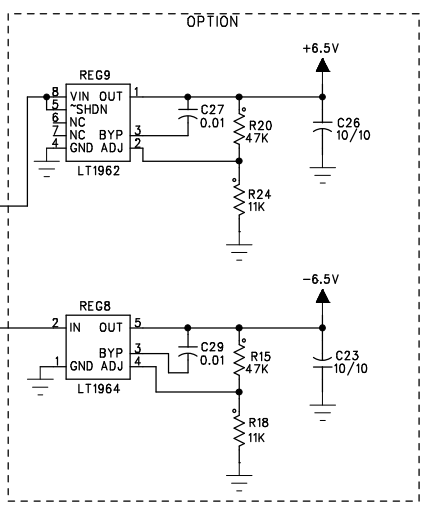 OPTION
+6.5V
REG9
8 VIN OUT 1
5 ~SHDN
6 NC
7 NC BYP 3
4 GND ADJ 2
LT1962
C27
0.01
R20
47K
C26
10/10
R24
11K
-6.5V
REG8
2 IN OUT 5
BYP 3
1 GND ADJ 4
LT1964
C29
0.01
R15
47K
C23
10/10
R18
11K